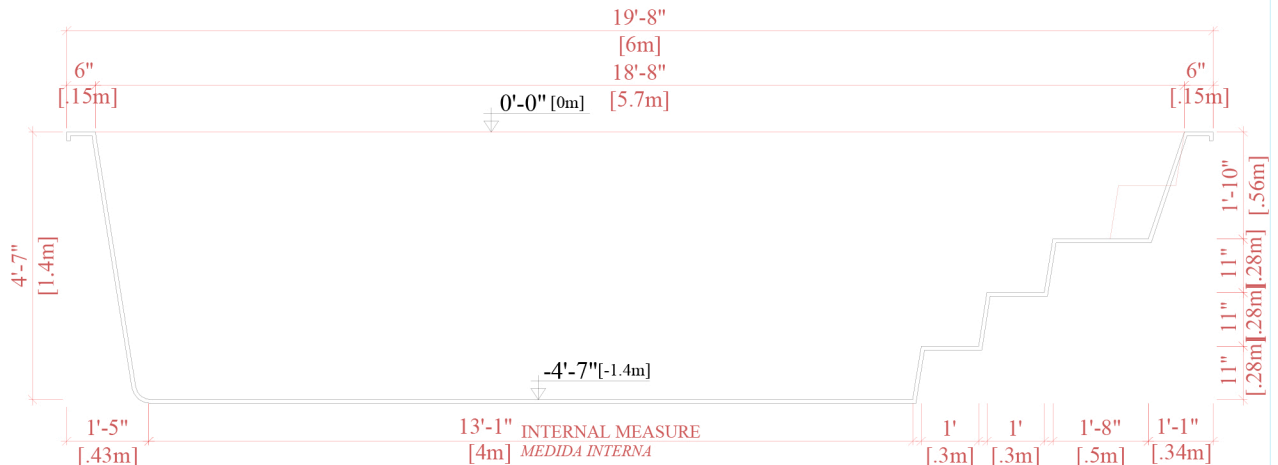 19'-8"
[6m]
6"
[.15m]
18'-8"
[5.7m]
6"
[.15m]
0'-0" [0m]
4'-7"
[1.4m]
1'-10"
[.56m]
11"
[.28m]
11"
[.28m]
11"
[.28m]
-4'-7" [-1.4m]
1'-5"
[.43m]
13'-1" INTERNAL MEASURE
[4m] MEDIDA INTERNA
1'
[.3m]
1'
[.3m]
1'-8"
[.5m]
1'-1"
[.34m]